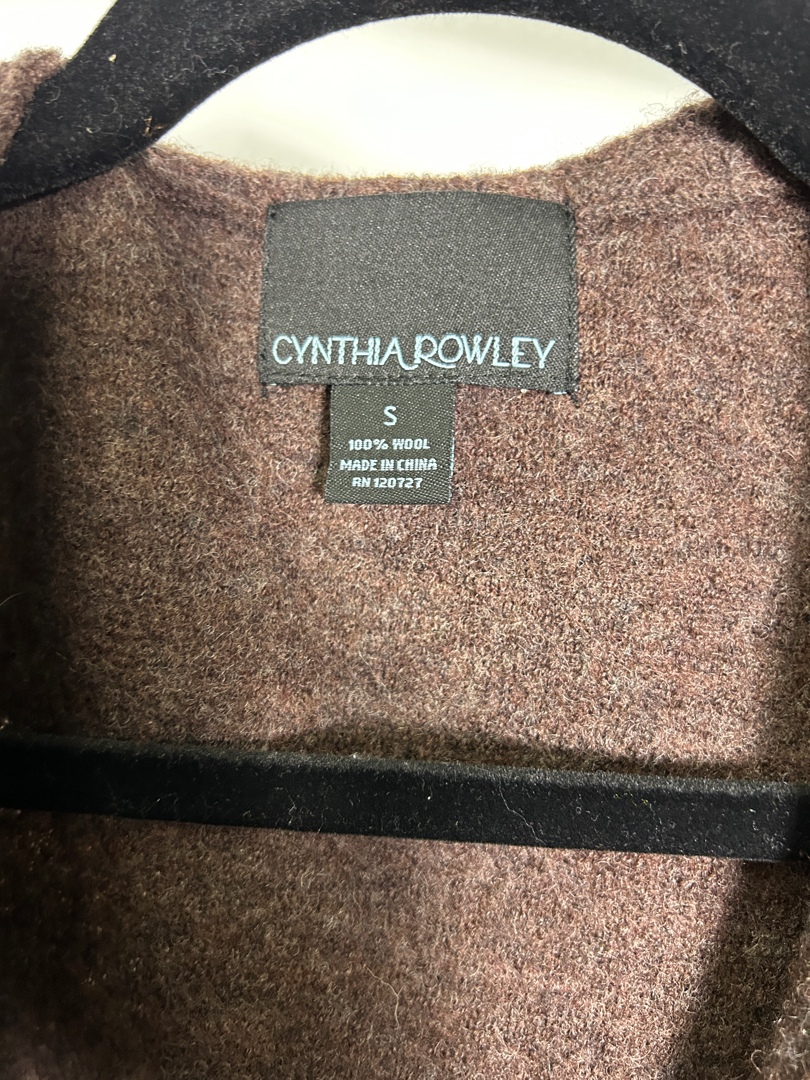 CYNTHIA ROWLEY
S
100% WOOL
MADE IN CHINA
RN 120727